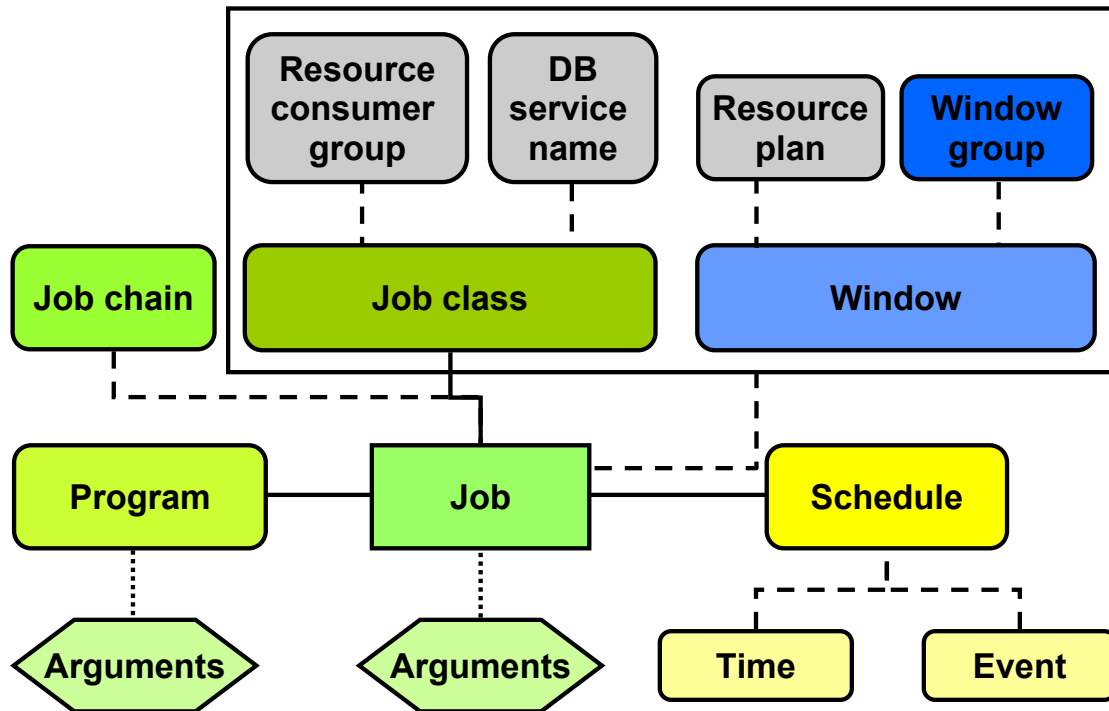 Resource
consumer
group
DB
service
name
Resource
plan
Window
group
Job chain
Job class
Window
Program
Job
Schedule
Arguments
Arguments
Time
Event